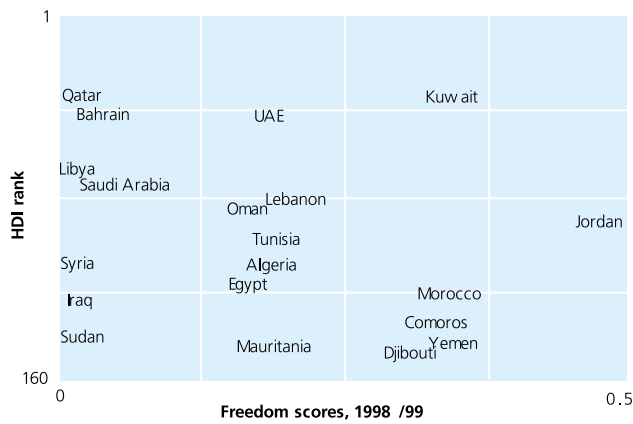 1
Qatar
Kuwait
Bahrain
UAE
Libya
Saudi Arabia
Lebanon
Oman
Jordan
Tunisia
Syria
Algeria
Egypt
Iraq
Morocco
Comoros
Sudan
Mauritania
Yemen
Djibouti
HDI rank
160
0
0.5
Freedom scores, 1998 /99